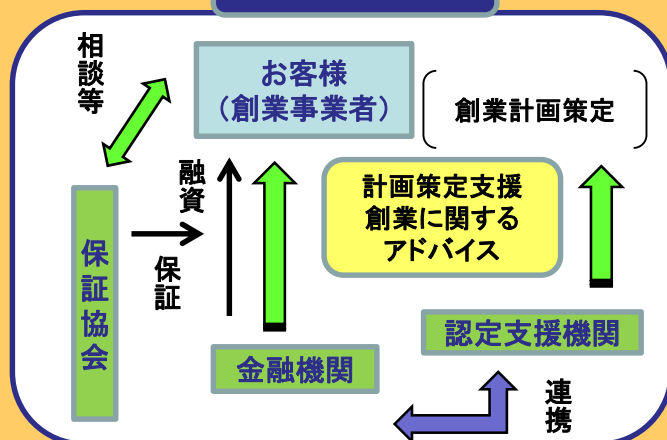 相談等
お客様
（創業事業者）
創業計画策定
融資
計画策定支援
創業に関する
アドバイス
保証協会
保証
認定支援機関
金融機関
連携